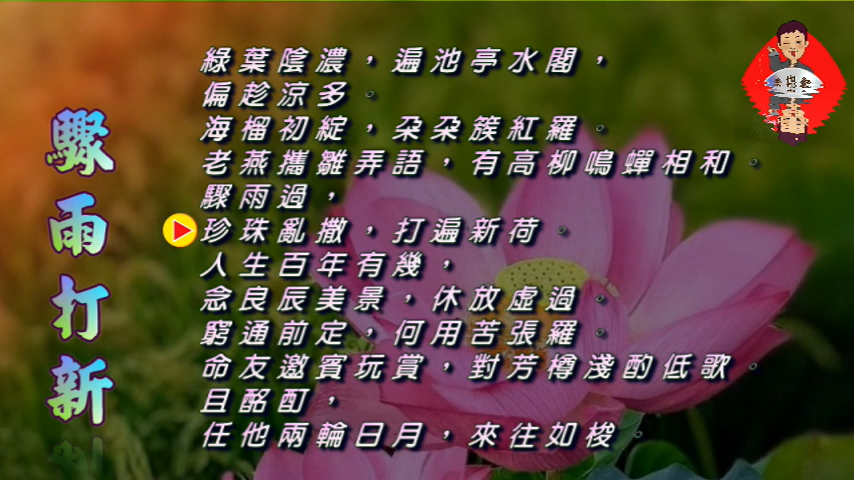 驟雨打新
綠葉陰濃，遍池亭水閣，
偏趁涼多。
海榴初綻，朵朵簇紅羅。
老燕攜雛弄語，有高柳鳴蟬相和。
驟雨過，
珍珠亂撒，打遍新荷。
人生百年有幾，
念良辰美景，休放虛過。
窮通前定，何用苦張羅。
命友邀賓玩賞，對芳樽淺酌低歌。
且酩酊，
任他兩輪日月，來往如梭。